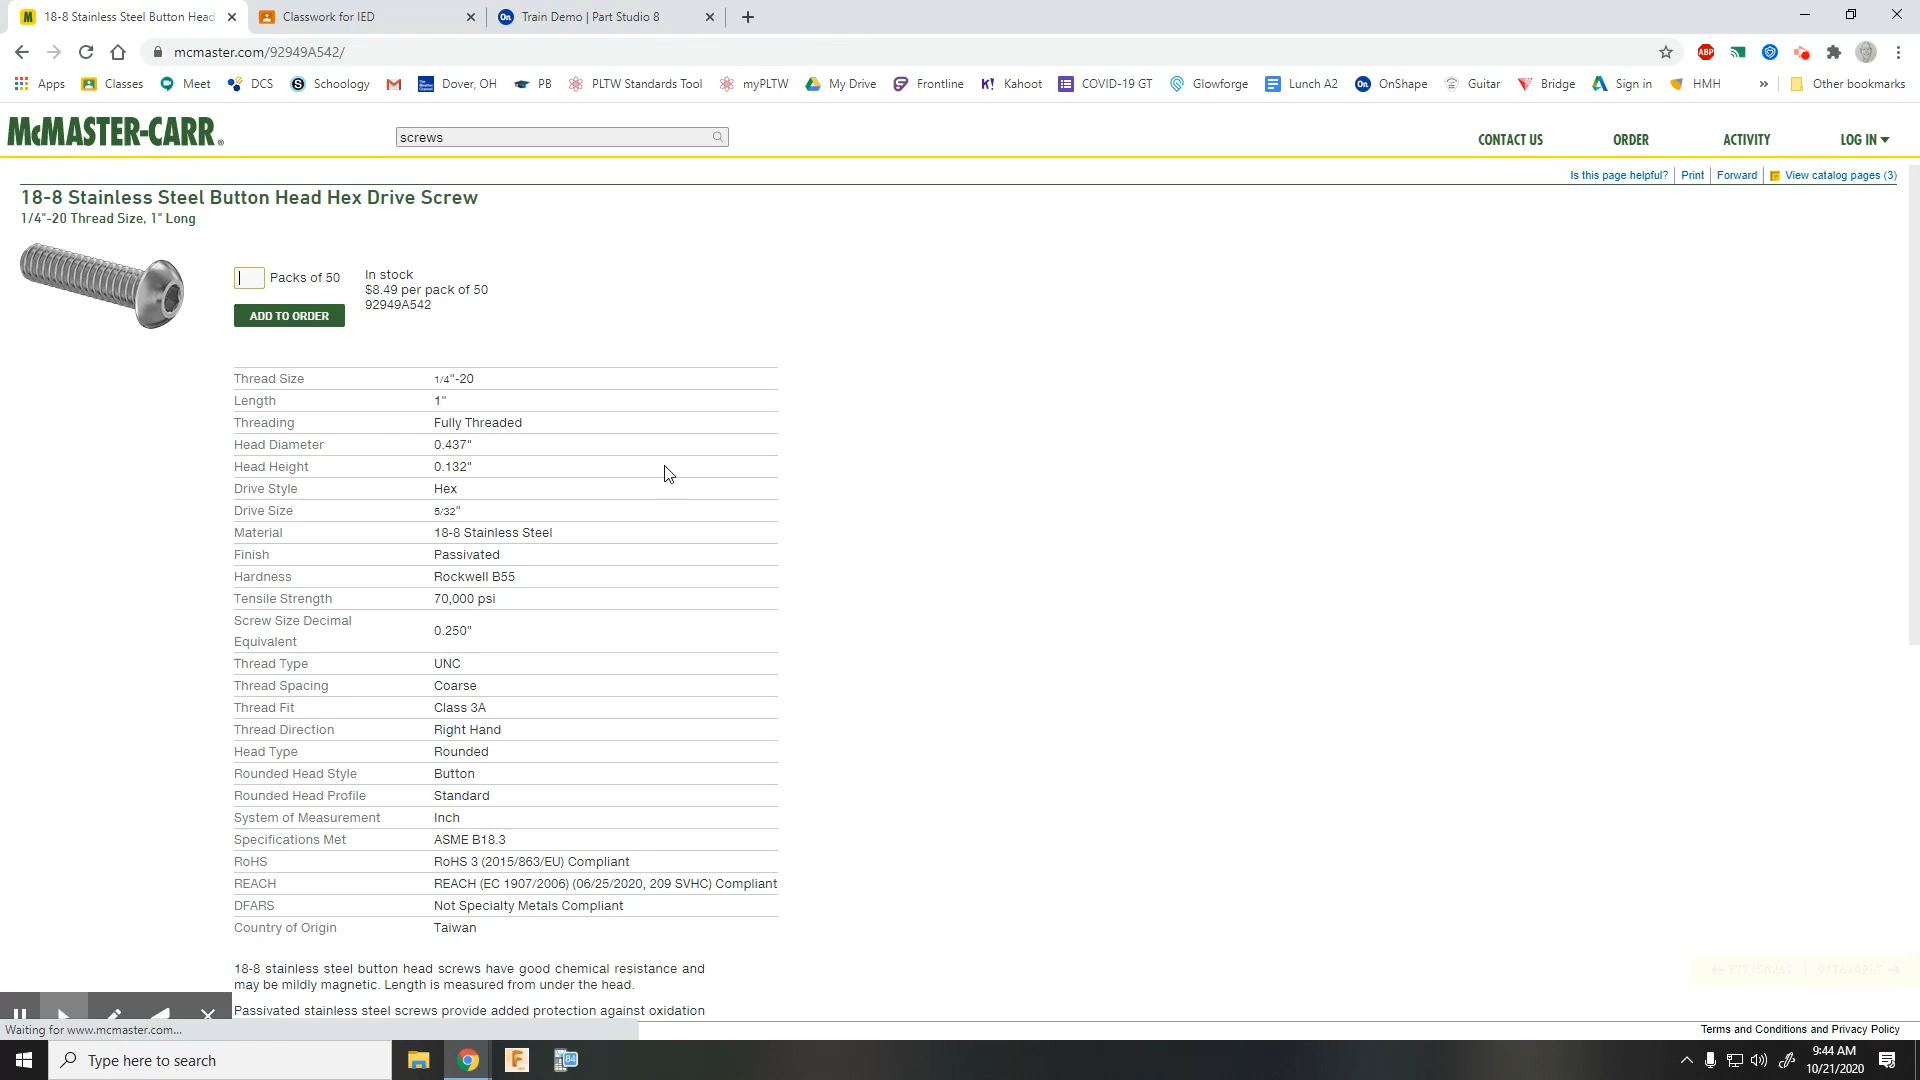 18-8 Stainless Steel Button Head
Classwork for IED
Train Demo | Part Studio 8
mcmaster.com/92949A542/
ABP
Apps Classes Meet DCS Schoology Dover, OH PB PLTW Standards Tool myPLTW My Drive Frontline Kahoot COVID-19 GT Glowforge Lunch A2 OnShape Guitar Bridge Sign in HMH » Other bookmarks
McMASTER-CARR®
screws
CONTACT US ORDER ACTIVITY LOG IN
Is this page helpful? Print Forward View catalog pages (3)
18-8 Stainless Steel Button Head Hex Drive Screw
1/4"-20 Thread Size, 1" Long
Packs of 50
ADD TO ORDER
In stock
$8.49 per pack of 50
92949A542
Thread Size 1/4"-20
Length 1"
Threading Fully Threaded
Head Diameter 0.437"
Head Height 0.132"
Drive Style Hex
Drive Size 5/32"
Material 18-8 Stainless Steel
Finish Passivated
Hardness Rockwell B55
Tensile Strength 70,000 psi
Screw Size Decimal
Equivalent 0.250"
Thread Type UNC
Thread Spacing Coarse
Thread Fit Class 3A
Thread Direction Right Hand
Head Type Rounded
Rounded Head Style Button
Rounded Head Profile Standard
System of Measurement Inch
Specifications Met ASME B18.3
RoHS RoHS 3 (2015/863/EU) Compliant
REACH REACH (EC 1907/2006) (06/25/2020, 209 SVHC) Compliant
DFARS Not Specialty Metals Compliant
Country of Origin Taiwan
18-8 stainless steel button head screws have good chemical resistance and
may be mildly magnetic. Length is measured from under the head.
Passivated stainless steel screws provide added protection against oxidation
Waiting for www.mcmaster.com...
Terms and Conditions and Privacy Policy
Type here to search
9:44 AM
10/21/2020